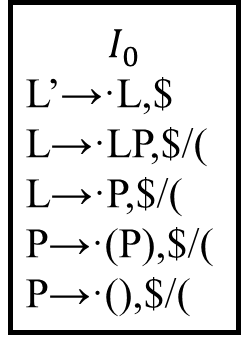 I₀
L’→·L,$
L→·LP,$/(
L→·P,$/(
P→·(P),$/(
P→·(),$/(